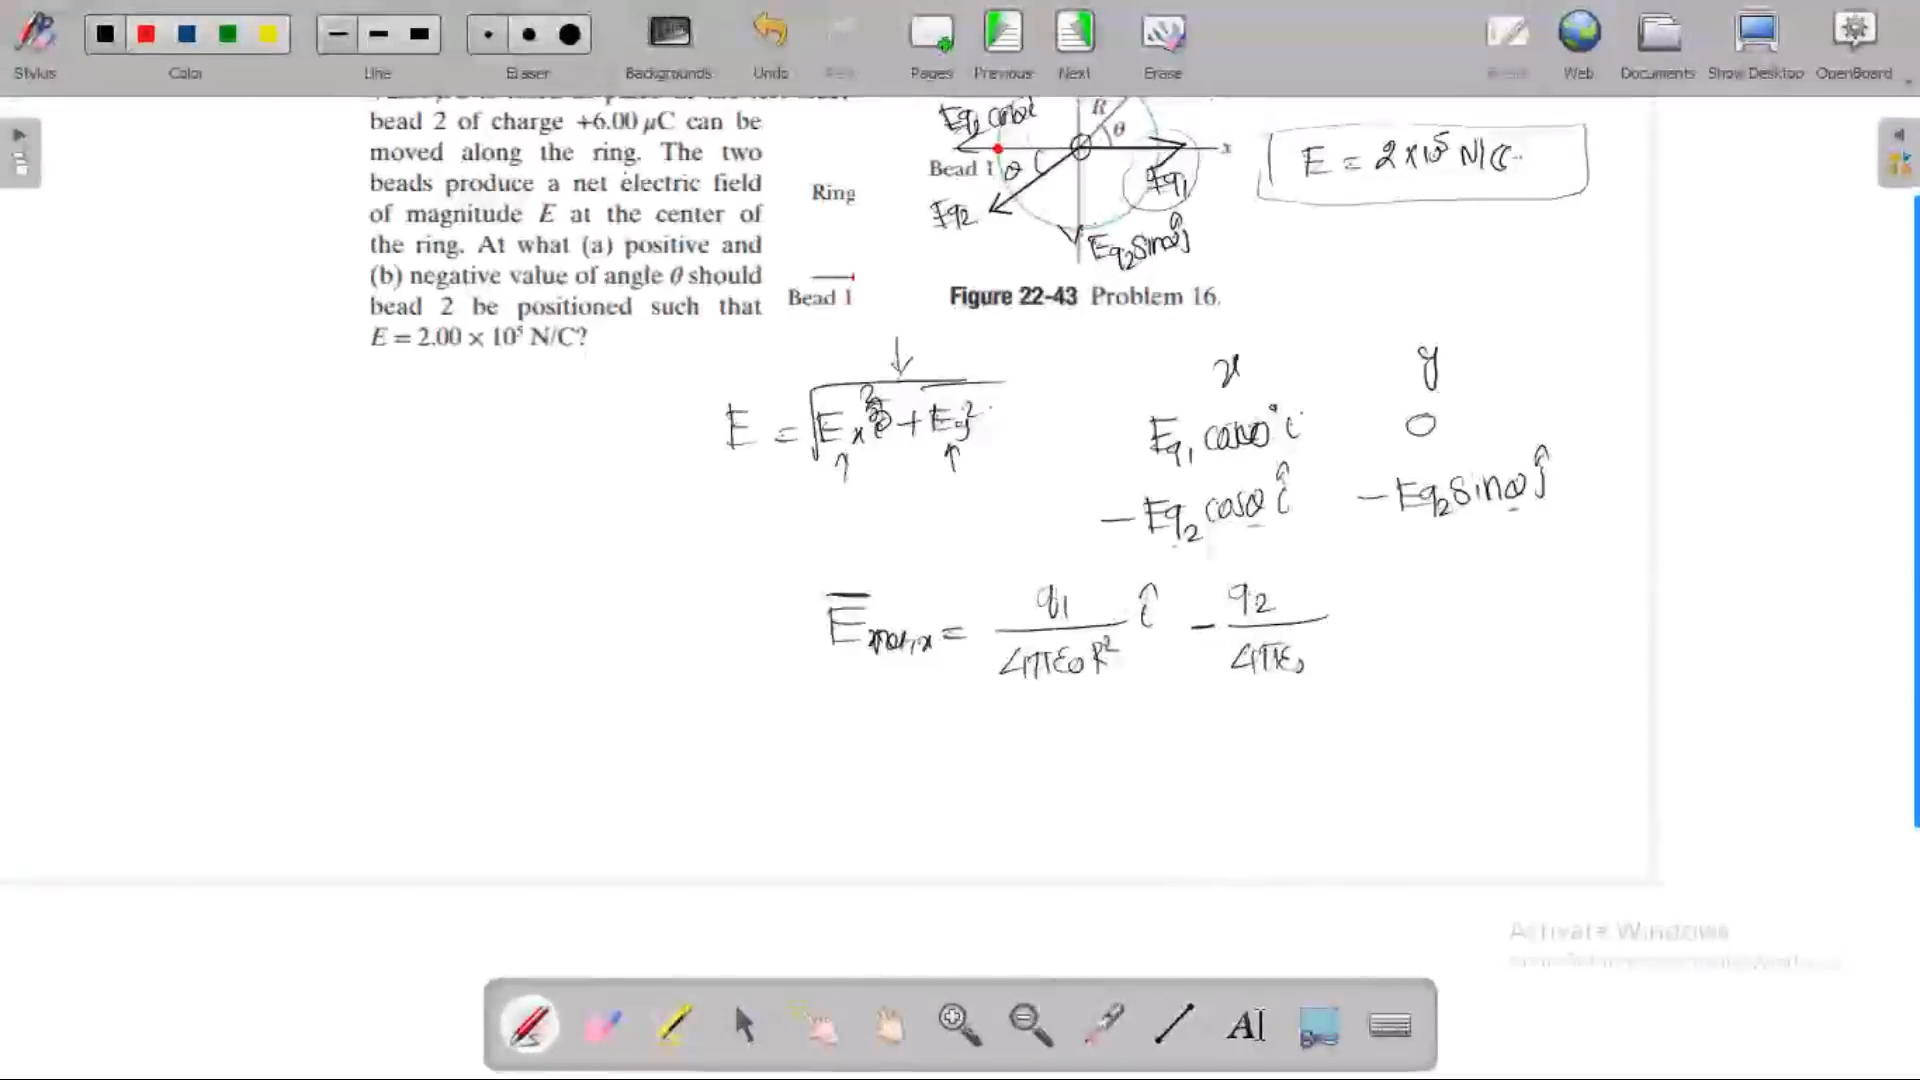 Stylus
Color
Line
Eraser
Backgrounds
Undo
Pages
Previous
Next
Erase
Web
Documents
Show Desktop
OpenBoard
bead 2 of charge +6.00 μC can be
moved along the ring. The two
beads produce a net electric field
of magnitude E at the center of
the ring. At what (a) positive and
(b) negative value of angle θ should
bead 2 be positioned such that
E = 2.00 × 10⁵ N/C?
Ring
Bead 1
R
θ
x
Bead 1
θ
Eq2
Eq1
Eq2 sinθ ĵ
Figure 22-43 Problem 16.
E = 2×10⁵ N/C
x y
E = √Ex² + Ey²
Eq1 cos0° i 0
− Eq2 cosθ î − Eq2 sinθ ĵ
q1 î − q2
4πε0 R² 4πε0
Activate Windows
AI